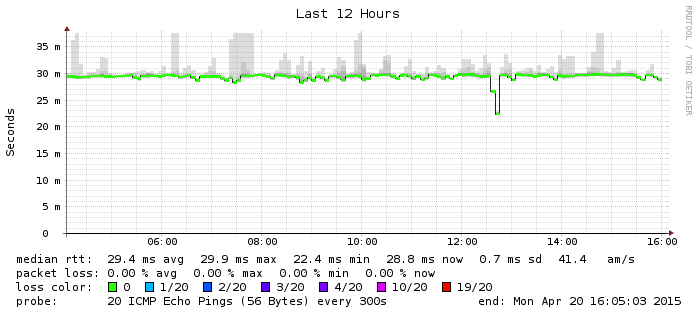 Last 12 Hours
RRDTOOL / TOBI OETIKER
Seconds
35 m
30 m
25 m
20 m
15 m
10 m
5 m
0
06:00 08:00 10:00 12:00 14:00 16:00
median rtt: 29.4 ms avg 29.9 ms max 22.4 ms min 28.8 ms now 0.7 ms sd 41.4 am/s
packet loss: 0.00 % avg 0.00 % max 0.00 % min 0.00 % now
loss color: 0 1/20 2/20 3/20 4/20 10/20 19/20
probe: 20 ICMP Echo Pings (56 Bytes) every 300s end: Mon Apr 20 16:05:03 2015